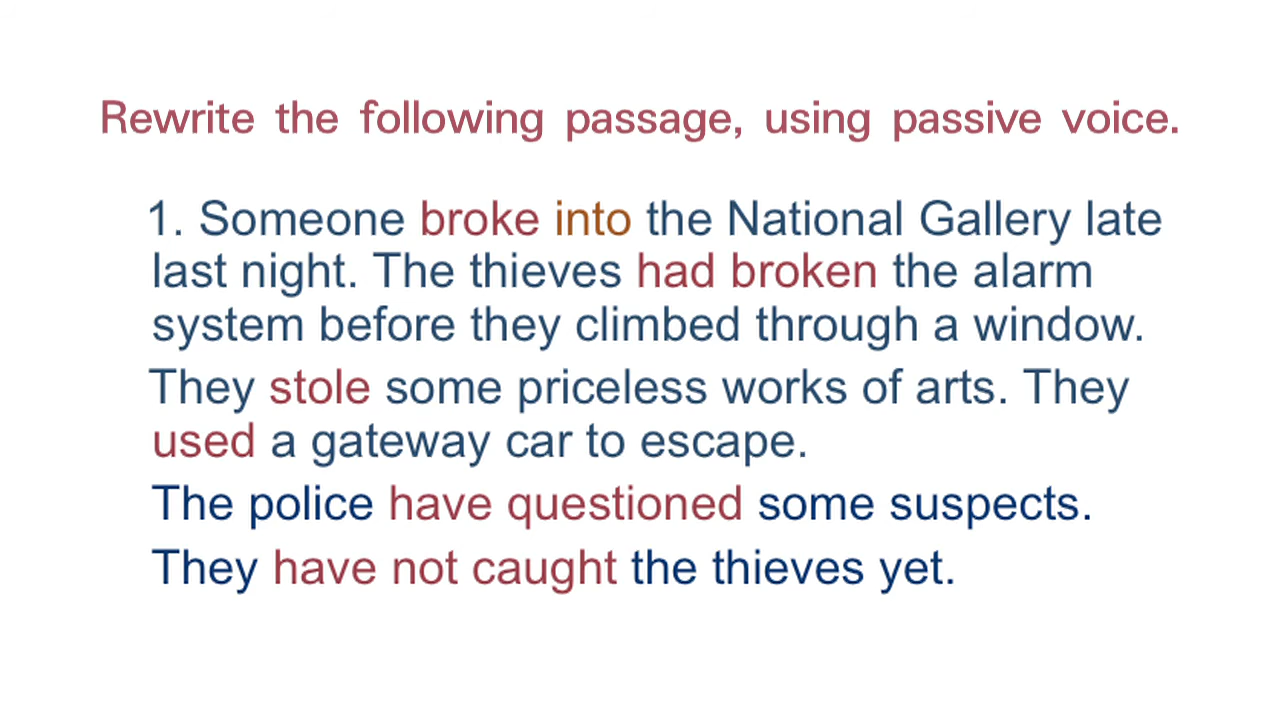 Rewrite the following passage, using passive voice.
1. Someone broke into the National Gallery late
last night. The thieves had broken the alarm
system before they climbed through a window.
They stole some priceless works of arts. They
used a gateway car to escape.
The police have questioned some suspects.
They have not caught the thieves yet.